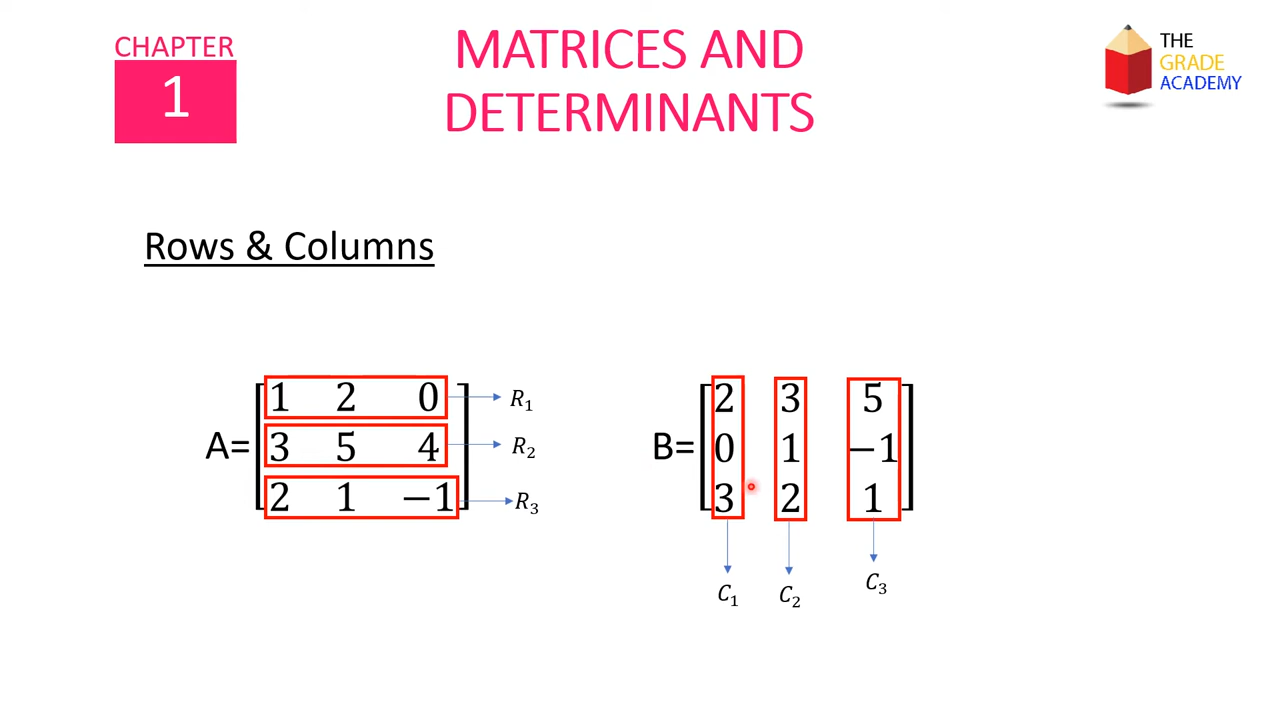 CHAPTER
1
MATRICES AND
DETERMINANTS
THE
GRADE
ACADEMY
Rows & Columns
A=
1 2 0 R₁
3 5 4 R₂
2 1 −1 R₃
B=
2 3 5
0 1 −1
3 2 1
C₁ C₂ C₃